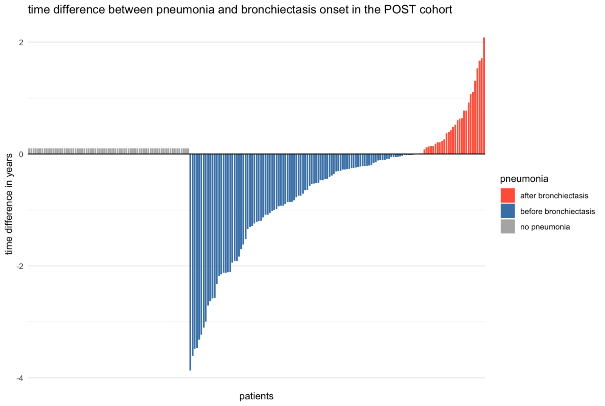 time difference between pneumonia and bronchiectasis onset in the POST cohort
2
0
-2
-4
time difference in years
patients
pneumonia
after bronchiectasis
before bronchiectasis
no pneumonia